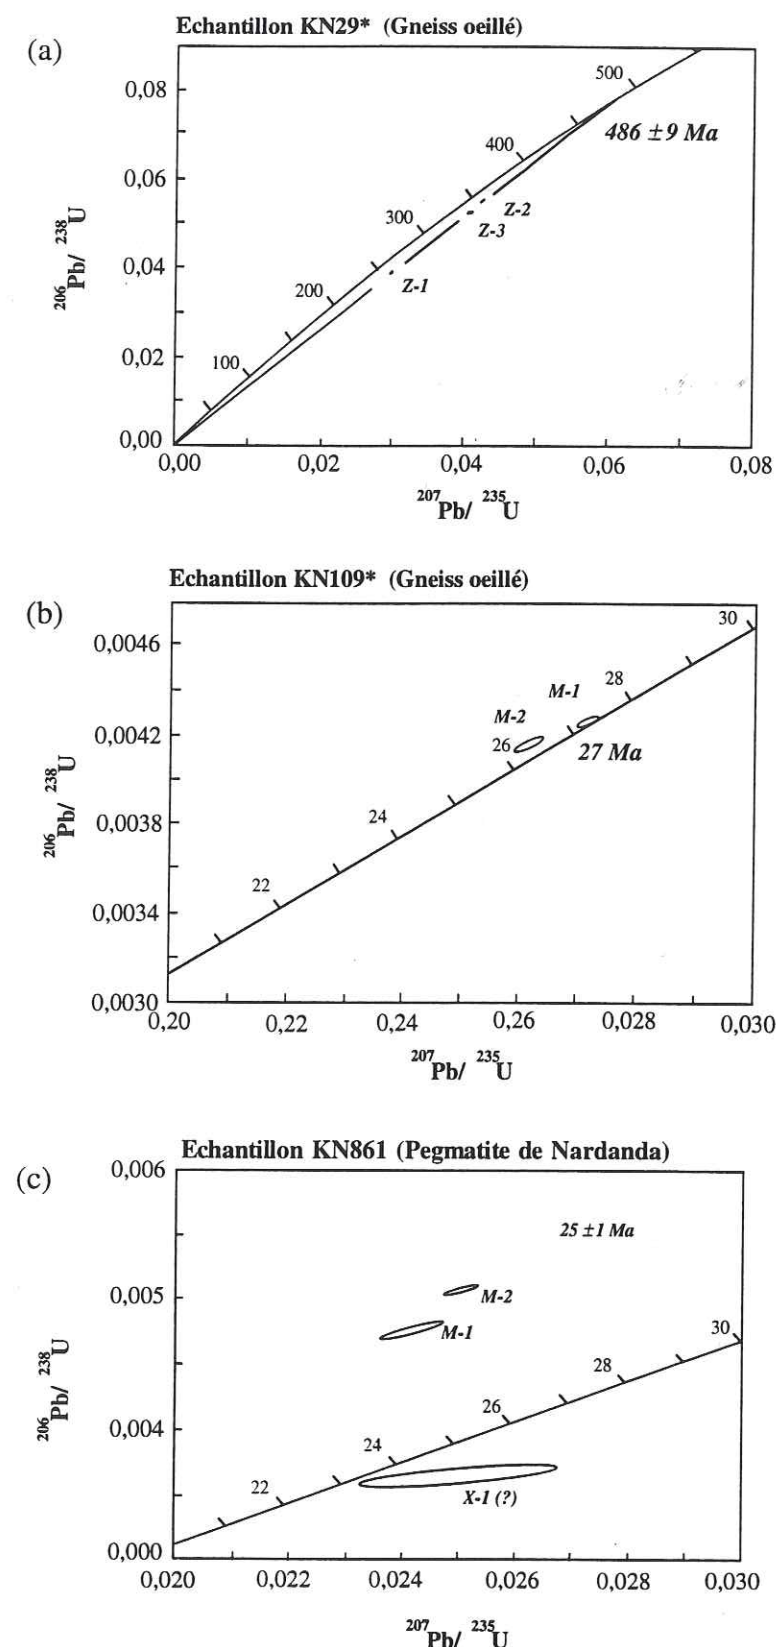 Echantillon KN29* (Gneiss oeillé)
(a)
500
0,08
486 ±9 Ma
400
0,06
Z-2
300
Z-3
206Pb/ 238U
0,04
Z-1
200
0,02
100
0,00
0,00 0,02 0,04 0,06 0,08
207Pb/ 235U
Echantillon KN109* (Gneiss oeillé)
(b)
30
0,0046
28
M-1
M-2
0,0042
26
27 Ma
206Pb/ 238U
24
0,0038
22
0,0034
0,0030
0,20 0,22 0,24 0,26 0,028 0,030
207Pb/ 235U
Echantillon KN861 (Pegmatite de Nardanda)
(c)
0,006
25 ±1 Ma
0,005
M-2
M-1
30
206Pb/ 238U
28
26
0,004
24
22
X-1 (?)
0,000
0,020 0,022 0,024 0,026 0,028 0,030
207Pb/ 235U